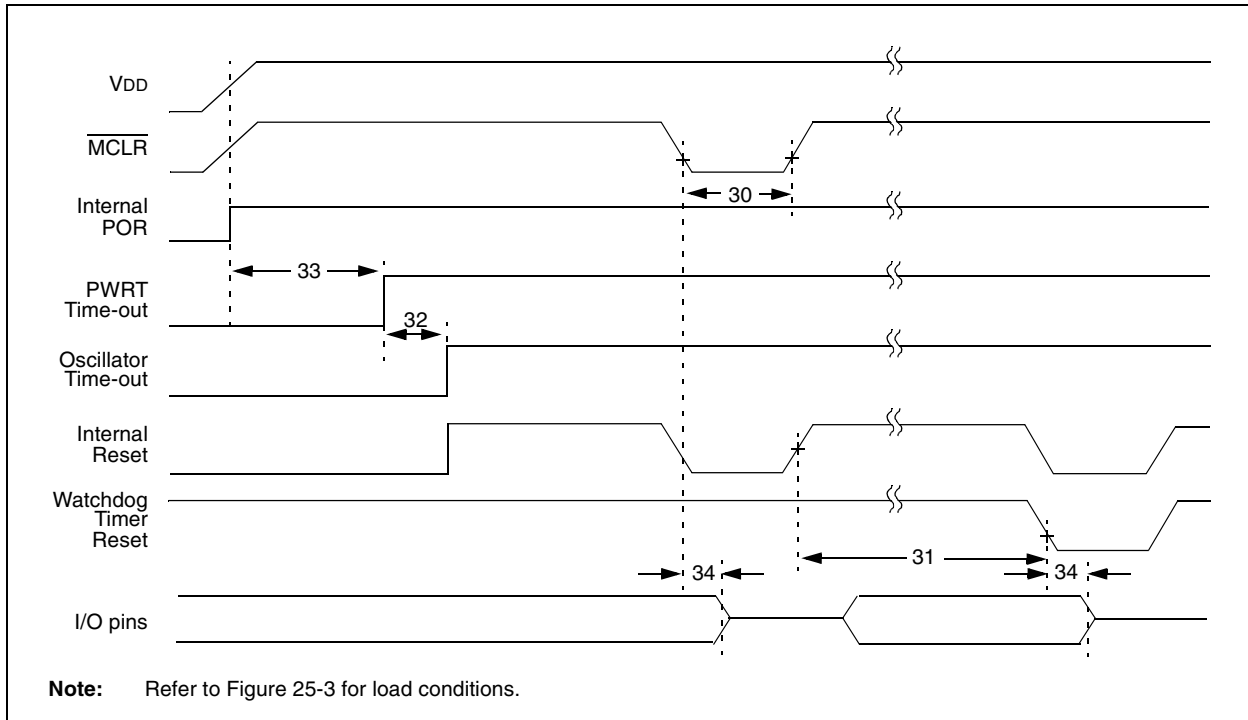 VDD
MCLR
30
Internal
POR
33
PWRT
Time-out
32
Oscillator
Time-out
Internal
Reset
Watchdog
Timer
Reset
31
34
34
I/O pins
Note: Refer to Figure 25-3 for load conditions.